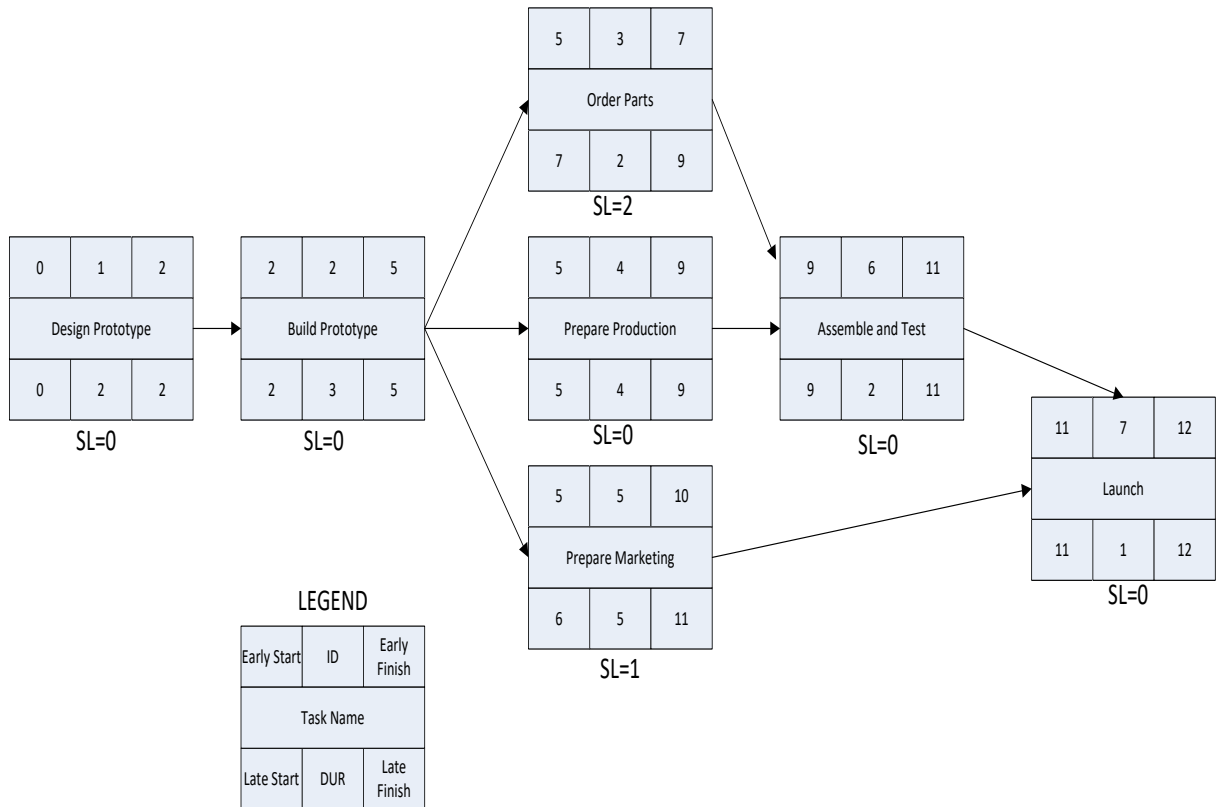 5 3 7
Order Parts
7 2 9
SL=2
0 1 2
Design Prototype
0 2 2
SL=0
2 2 5
Build Prototype
2 3 5
SL=0
5 4 9
Prepare Production
5 4 9
SL=0
9 6 11
Assemble and Test
9 2 11
SL=0
5 5 10
Prepare Marketing
6 5 11
SL=1
11 7 12
Launch
11 1 12
SL=0
LEGEND
Early Start ID Early
Finish
Task Name
Late Start DUR Late
Finish